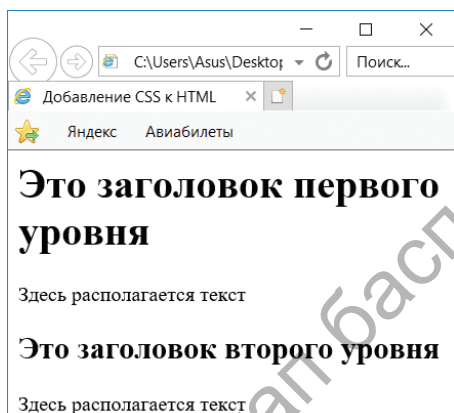 C:\Users\Asus\Desktop
Поиск...
Добавление CSS к HTML
Яндекс Авиабилеты
Это заголовок первого
уровня
Здесь располагается текст
Это заголовок второго уровня
Здесь располагается текст